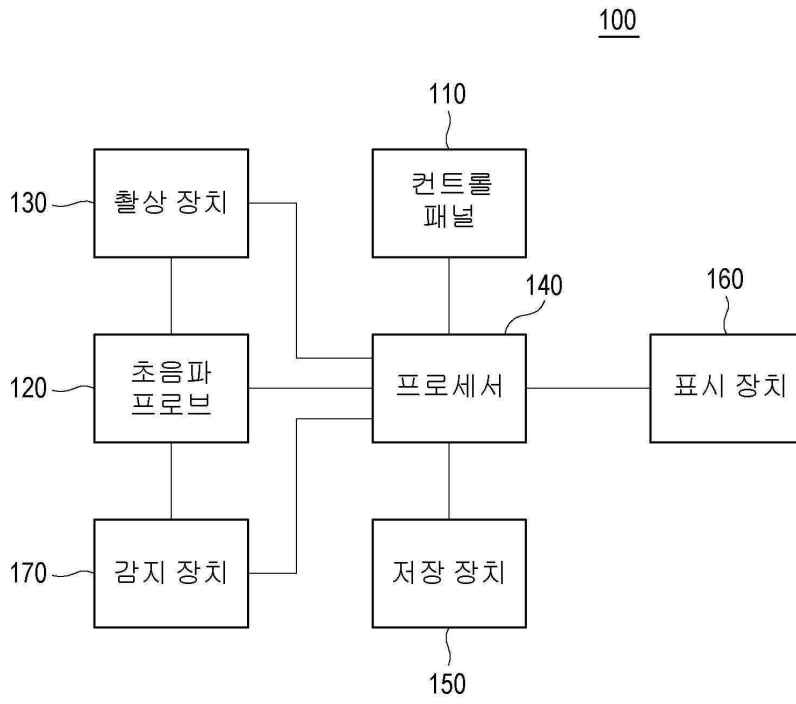 100
110
130
촬상 장치
컨트롤
패널
140
160
120
초음파
프로브
프로세서
표시 장치
170
감지 장치
저장 장치
150